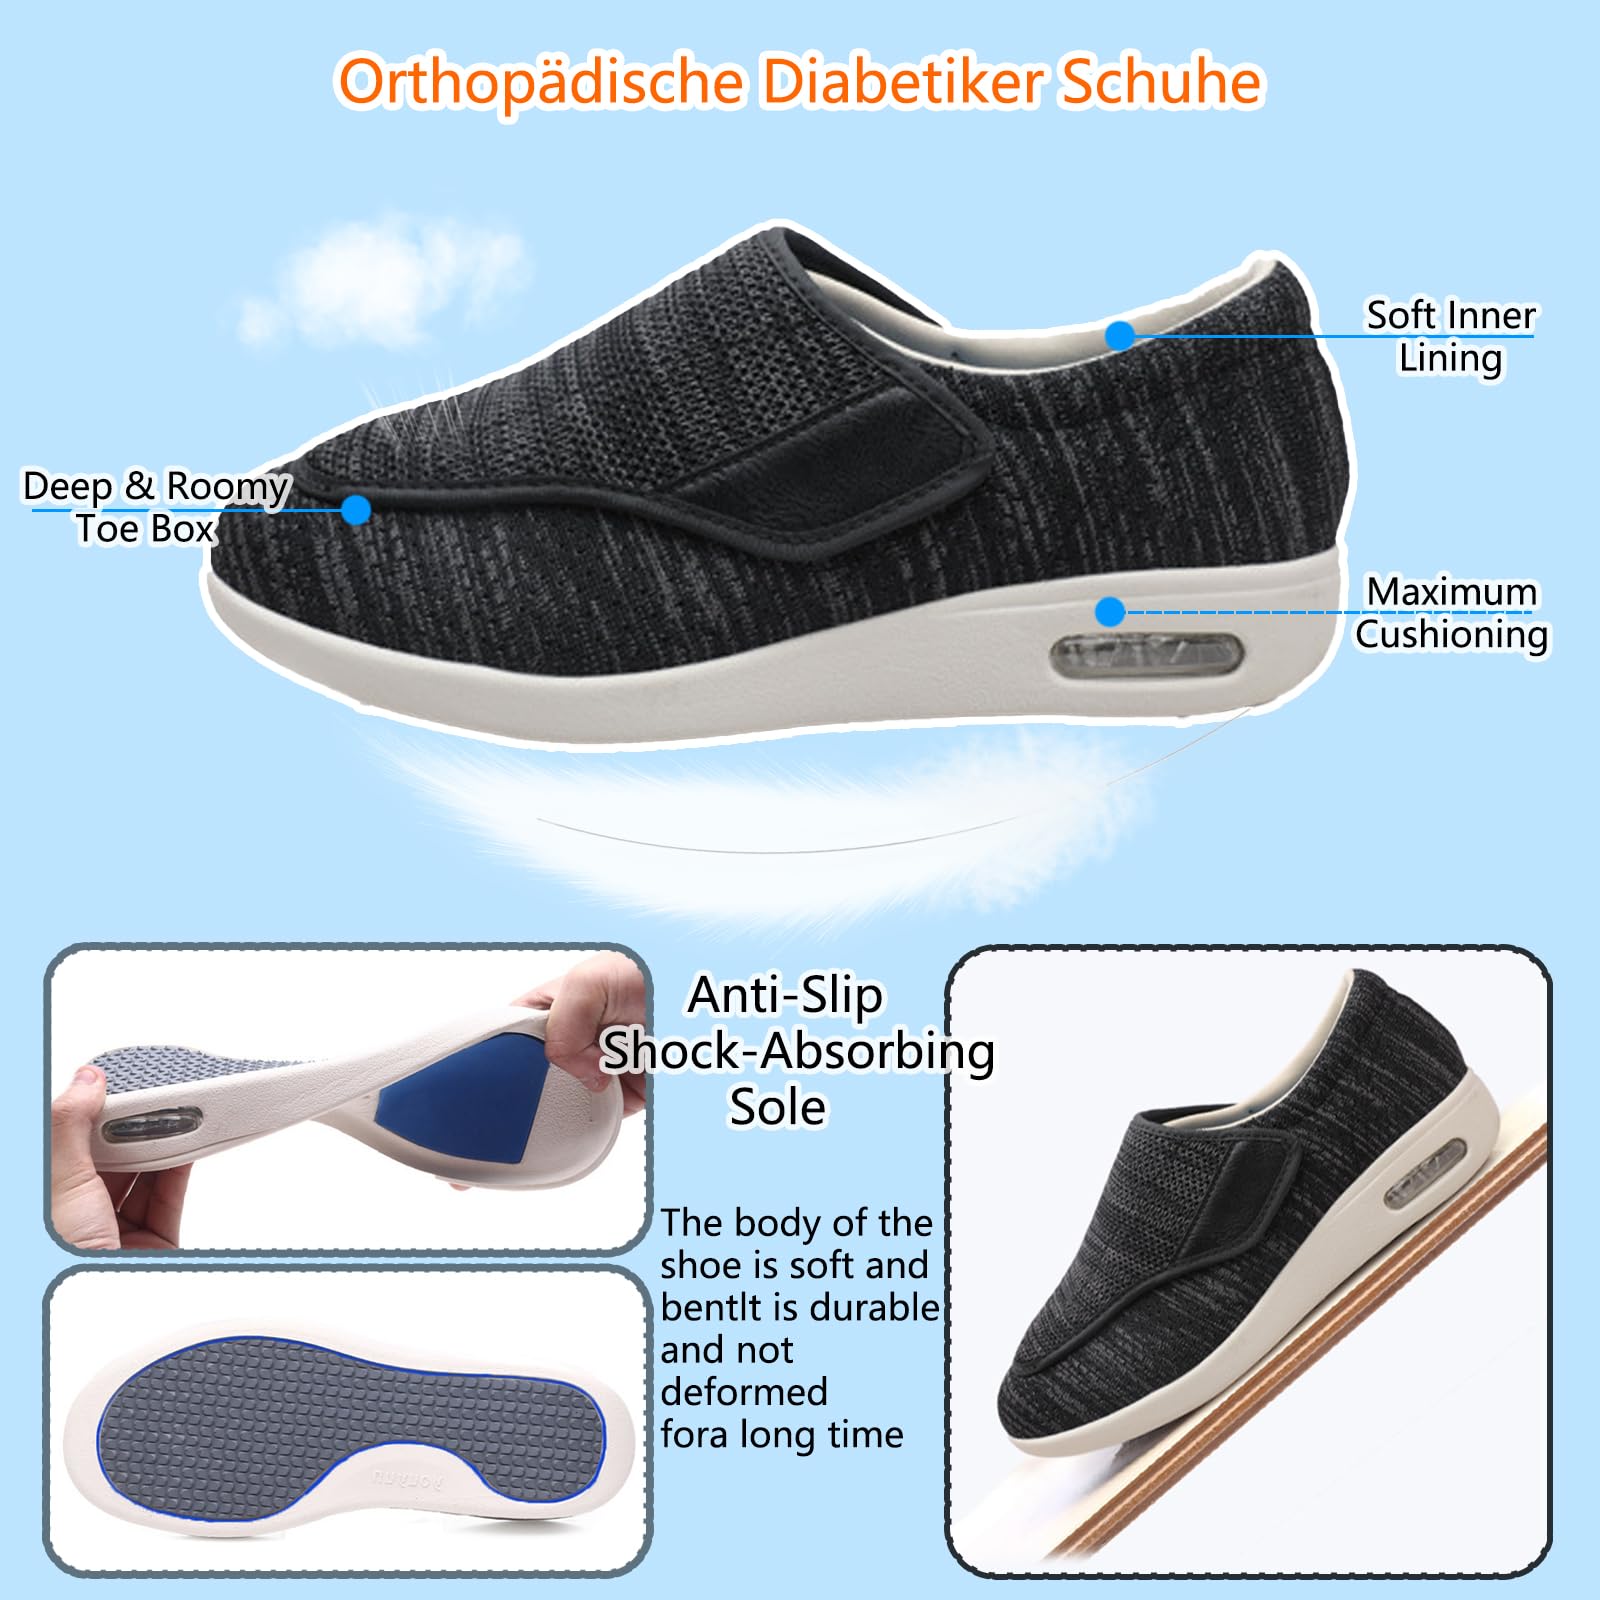 Orthopädische Diabetiker Schuhe
Soft Inner
Lining
Deep & Roomy
Toe Box
Maximum
Cushioning
Anti-Slip
Shock-Absorbing
Sole
The body of the
shoe is soft and
bentlt is durable
and not
deformed
fora long time